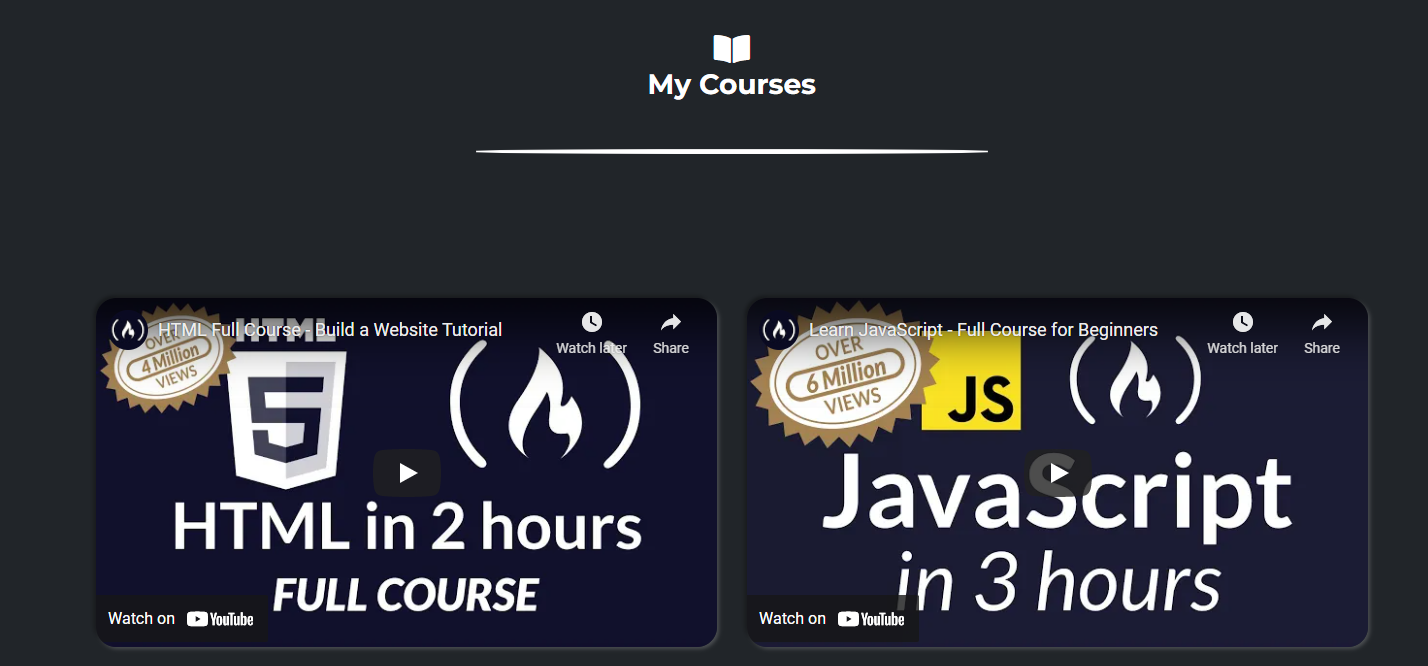 My Courses
HTML Full Course - Build a Website Tutorial
Watch later
Share
HTML
OVER
4 Million
VIEWS
5
HTML in 2 hours
FULL COURSE
Watch on YouTube
Learn JavaScript - Full Course for Beginners
Watch later
Share
OVER
6 Million
VIEWS
JS
JavaScript
in 3 hours
Watch on YouTube